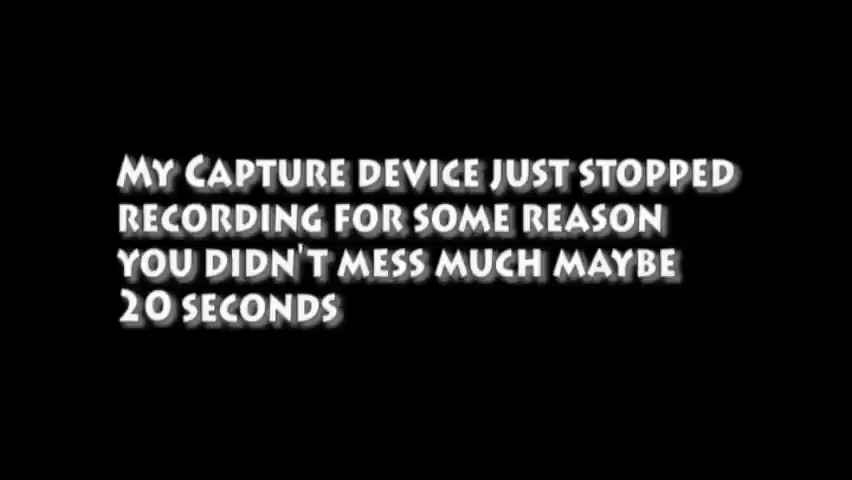 My Capture device just stopped
recording for some reason
you didn't mess much maybe
20 seconds